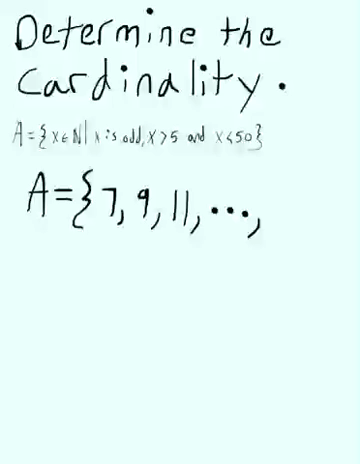 Determine the
Cardinality.
A={x∈N| x is odd, x>5 and x<50}
A={7, 9, 11, ...,